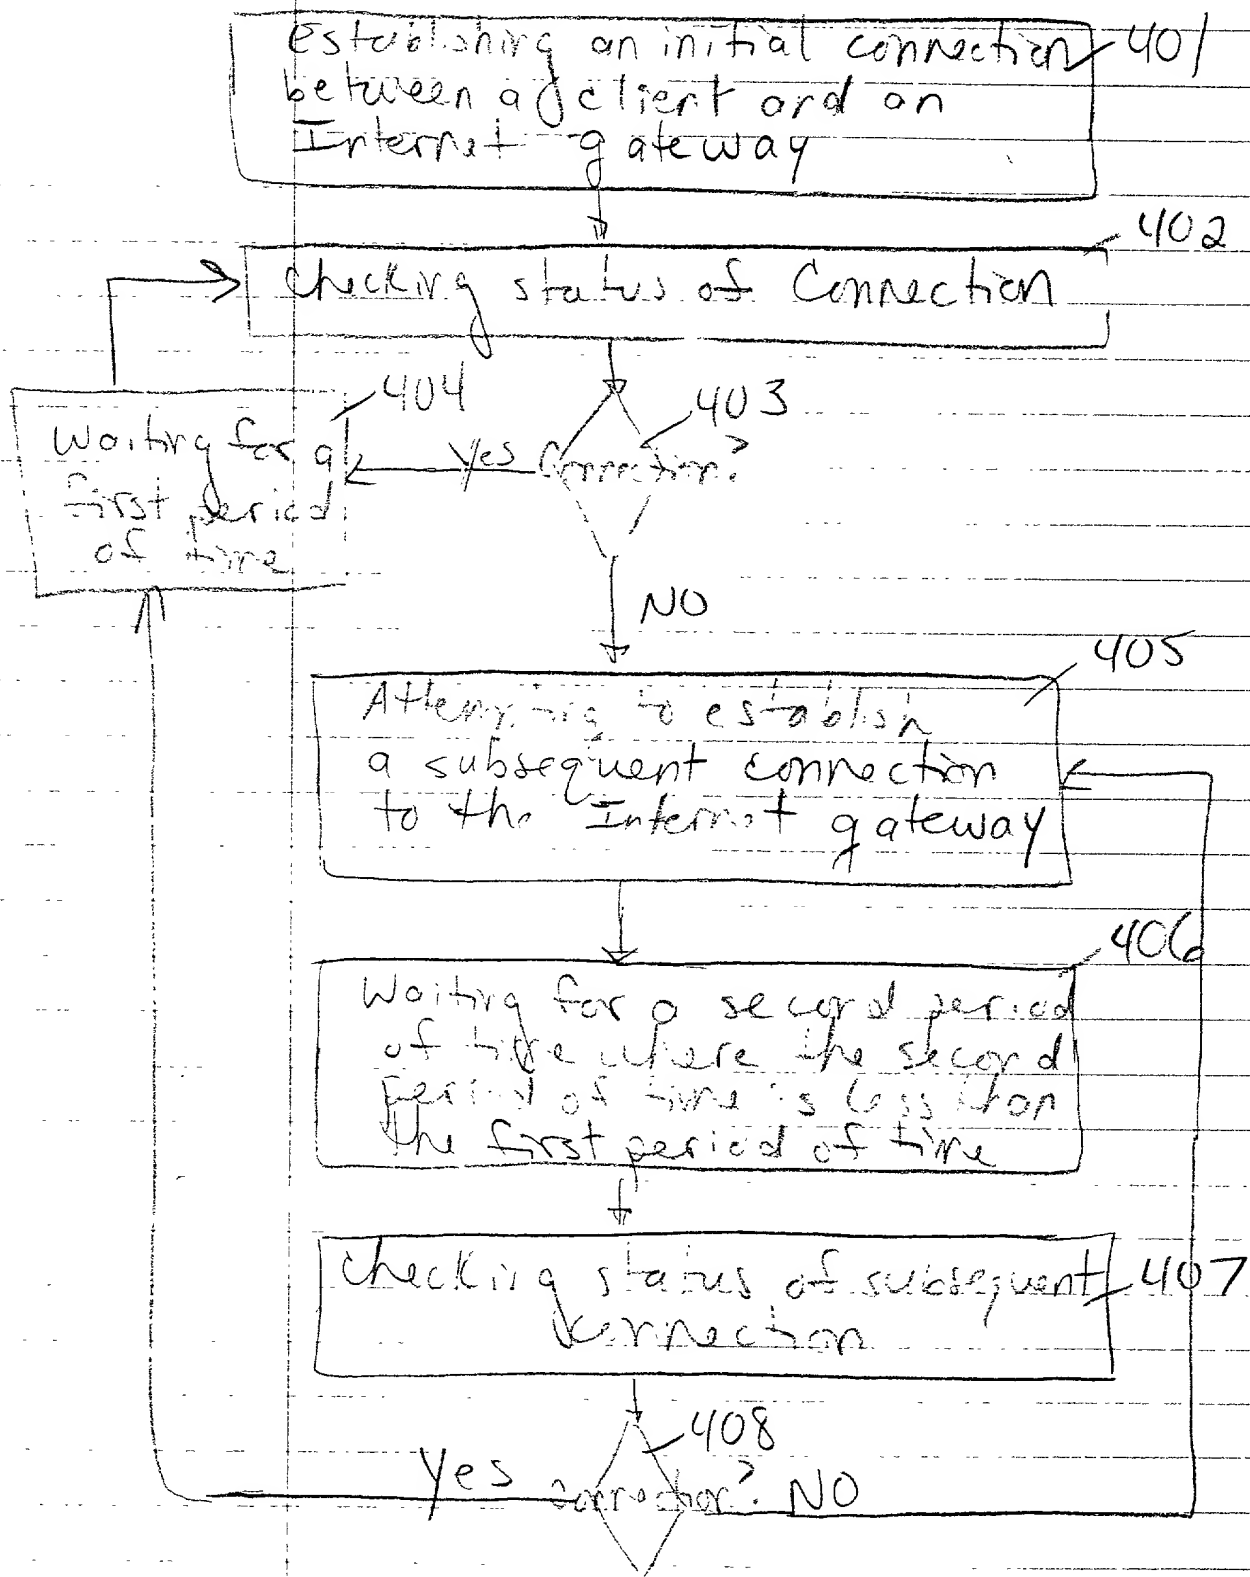 Establishing an initial connection 401
between a client and an
Internet gateway
402
Checking status of Connection
404
403
Waiting for a
first period
of time
Yes Connection?
NO
405
Attempting to establish
a subsequent connection
to the Internet gateway
406
Waiting for a second period
of time where the second
period of time is less than
the first period of time
Checking status of subsequent 407
connection
408
Yes connection? NO